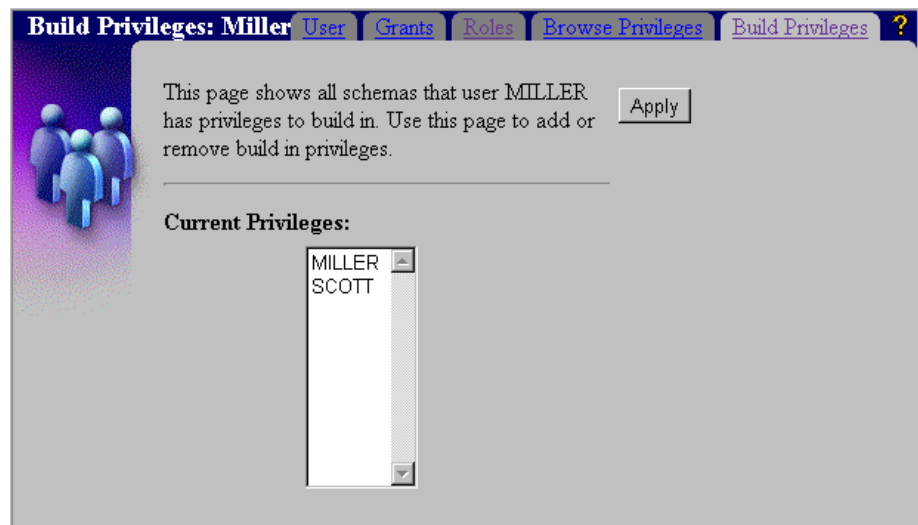 Build Privileges: Miller User Grants Roles Browse Privileges Build Privileges ?
This page shows all schemas that user MILLER
has privileges to build in. Use this page to add or
remove build in privileges.
Apply
Current Privileges:
MILLER
SCOTT